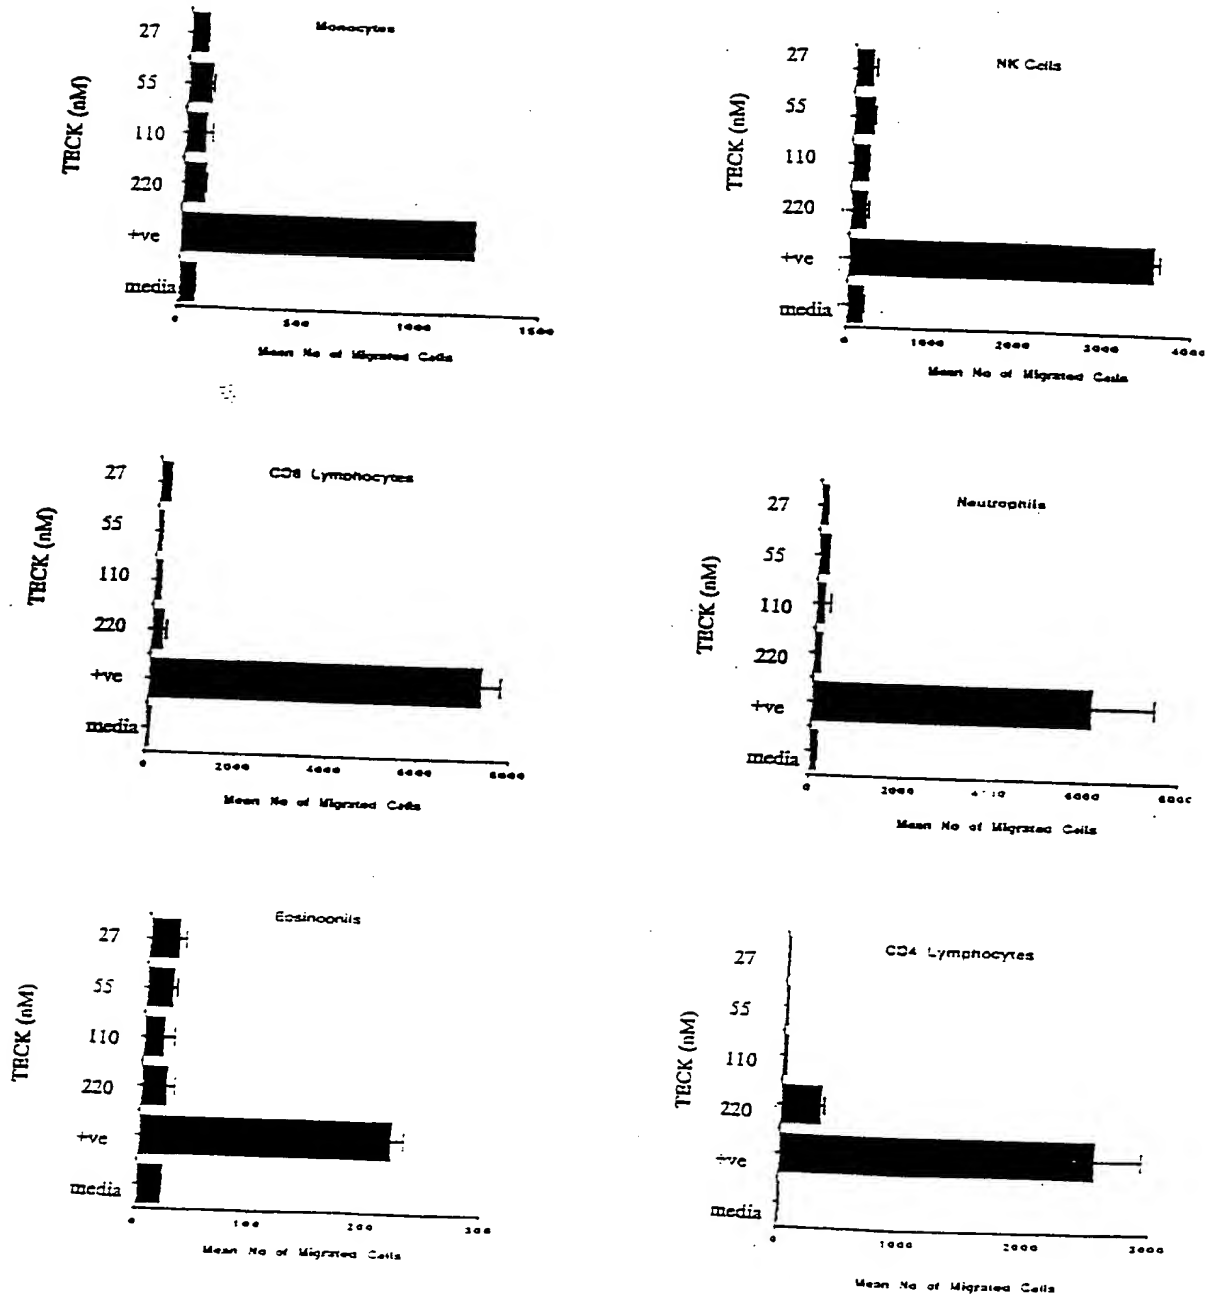 Monocytes
TECK (nM)
27
55
110
220
+ve
media
0 500 1000 1500
Mean No of Migrated Cells
NK Cells
TECK (nM)
27
55
110
220
+ve
media
0 1000 2000 3000 4000
Mean No of Migrated Cells
CD8 Lymphocytes
TECK (nM)
27
55
110
220
+ve
media
0 2000 4000 6000 8000
Mean No of Migrated Cells
Neutrophils
TECK (nM)
27
55
110
220
+ve
media
0 2000 6000 8000
Mean No of Migrated Cells
Eosinophils
TECK (nM)
27
55
110
220
+ve
media
0 100 200 300
Mean No of Migrated Cells
CD4 Lymphocytes
TECK (nM)
27
55
110
220
+ve
media
0 1000 2000 3000
Mean No of Migrated Cells